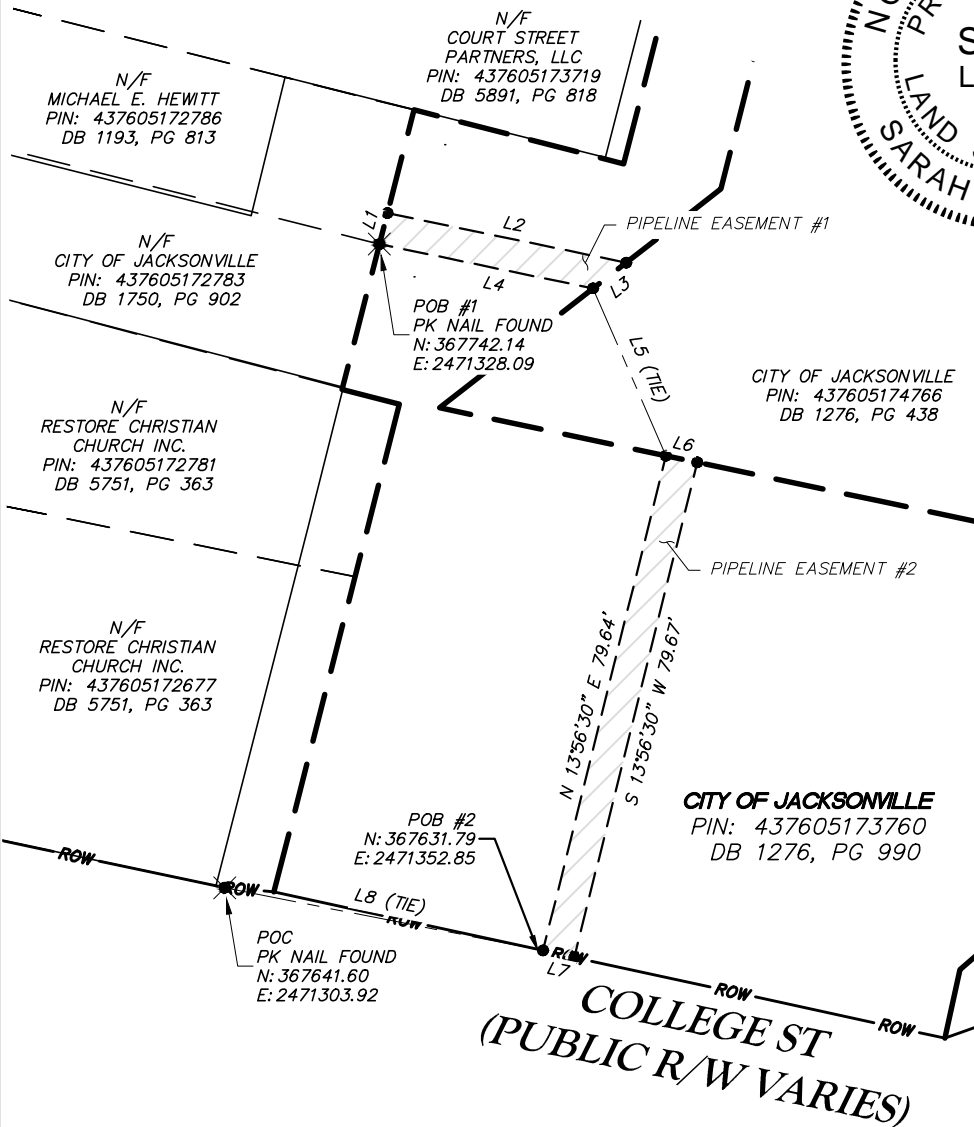 N/F
COURT STREET
PARTNERS, LLC
PIN: 437605173719
DB 5891, PG 818
N/F
MICHAEL E. HEWITT
PIN: 437605172786
DB 1193, PG 813
LAND
SARAH
L1
L2
PIPELINE EASEMENT #1
N/F
CITY OF JACKSONVILLE
PIN: 437605172783
DB 1750, PG 902
L4
L3
POB #1
PK NAIL FOUND
N: 367742.14
E: 2471328.09
L5 (TIE)
CITY OF JACKSONVILLE
PIN: 437605174766
DB 1276, PG 438
N/F
RESTORE CHRISTIAN
CHURCH INC.
PIN: 437605172781
DB 5751, PG 363
L6
PIPELINE EASEMENT #2
N/F
RESTORE CHRISTIAN
CHURCH INC.
PIN: 437605172677
DB 5751, PG 363
N 13°56'30" E 79.64'
S 13°56'30" W 79.67'
CITY OF JACKSONVILLE
PIN: 437605173760
DB 1276, PG 990
POB #2
N: 367631.79
E: 2471352.85
ROW
ROW
L8 (TIE)
ROW
ROW
L7
POC
PK NAIL FOUND
N: 367641.60
E: 2471303.92
ROW
ROW
COLLEGE ST
(PUBLIC R/W VARIES)